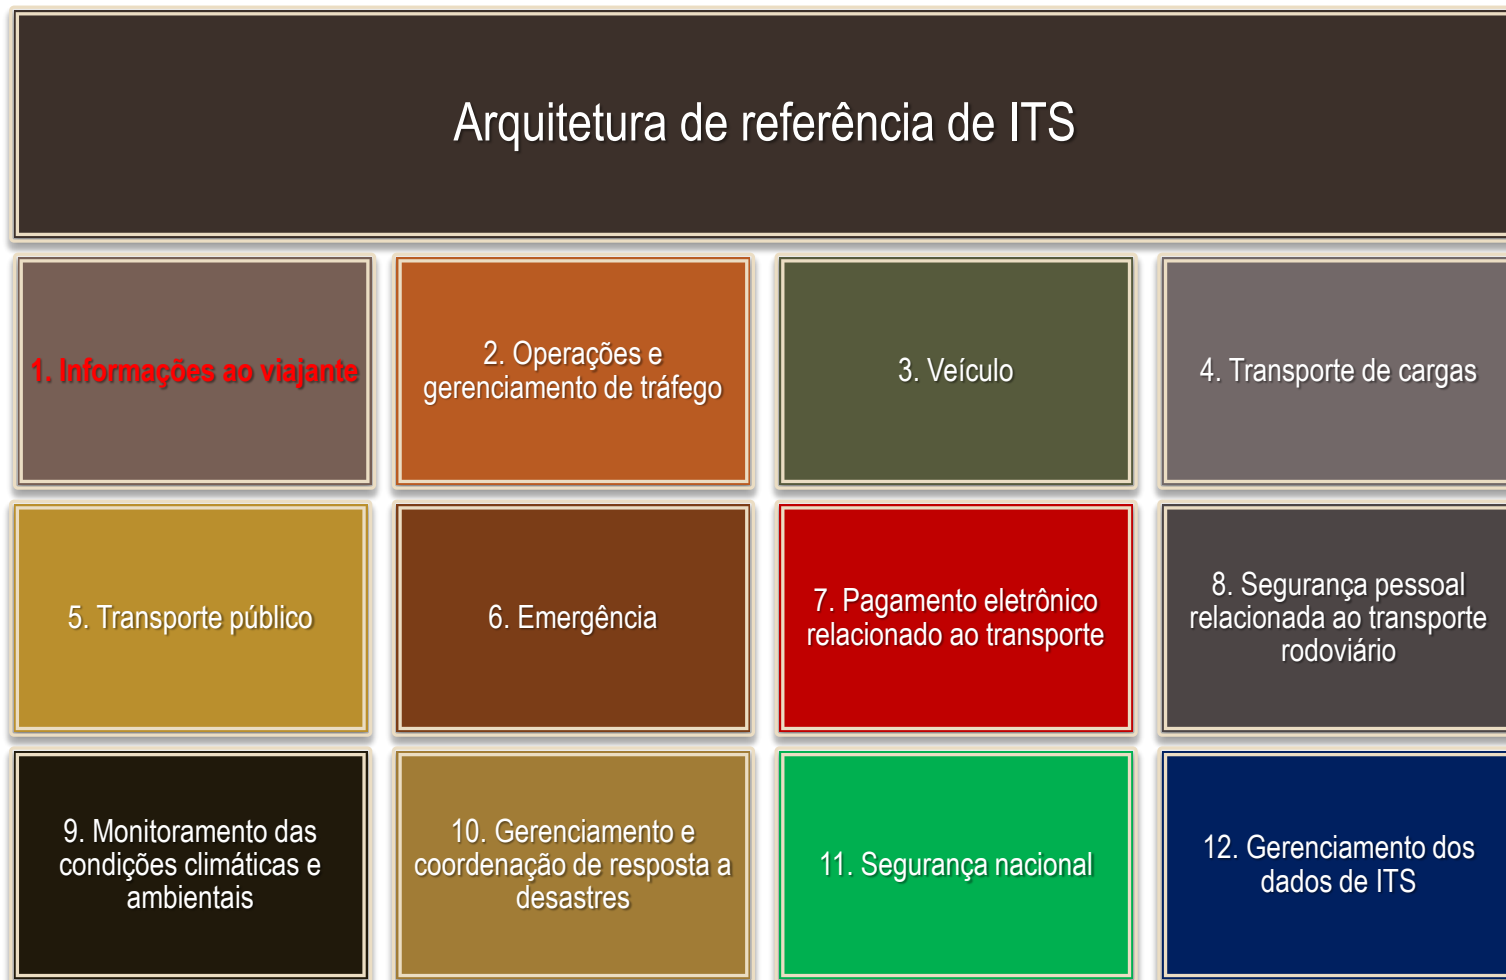 Arquitetura de referência de ITS
1. Informações ao viajante
2. Operações e
gerenciamento de tráfego
3. Veículo
4. Transporte de cargas
5. Transporte público
6. Emergência
7. Pagamento eletrônico
relacionado ao transporte
8. Segurança pessoal
relacionada ao transporte
rodoviário
9. Monitoramento das
condições climáticas e
ambientais
10. Gerenciamento e
coordenação de resposta a
desastres
11. Segurança nacional
12. Gerenciamento dos
dados de ITS